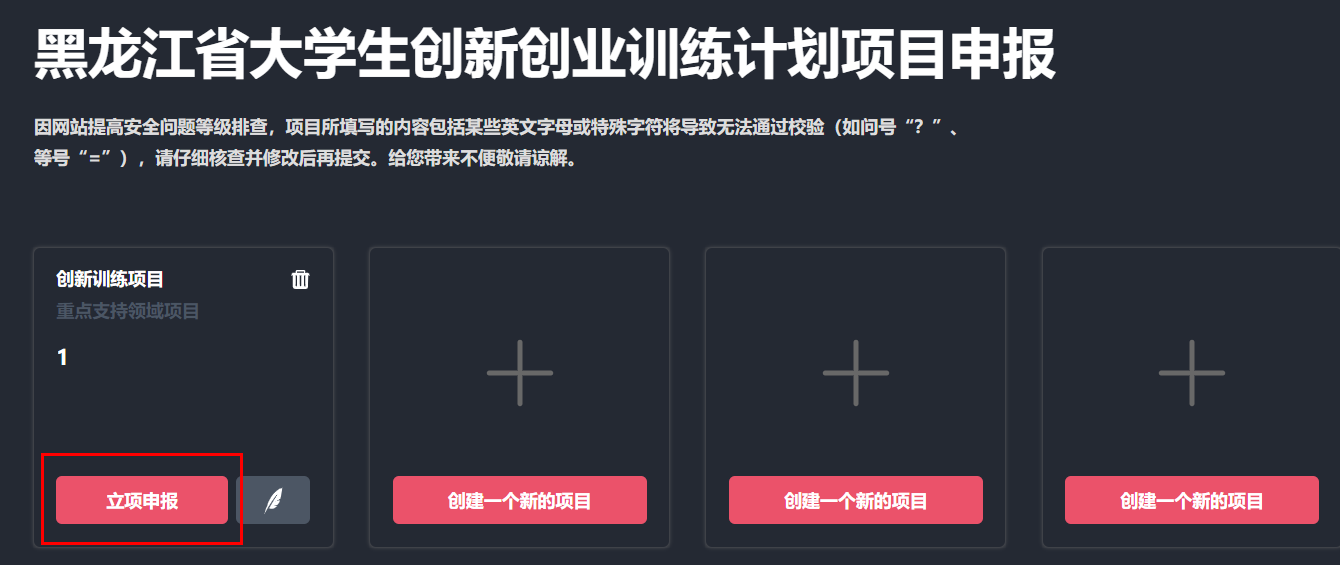 黑龙江省大学生创新创业训练计划项目申报
因网站提高安全问题等级排查，项目所填写的内容包括某些英文字母或特殊字符将导致无法通过校验（如问号“？”、
等号“=”），请仔细核查并修改后再提交。给您带来不便敬请谅解。
创新训练项目
重点支持领域项目
1
立项申报
创建一个新的项目
创建一个新的项目
创建一个新的项目